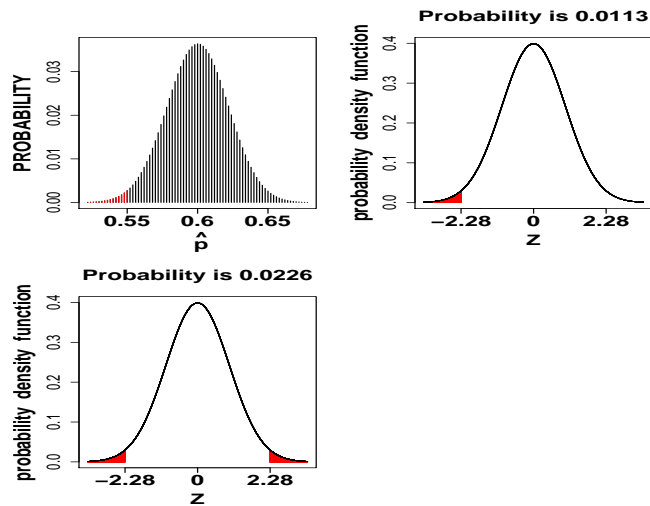 PROBABILITY
0.00 0.01 0.02 0.03
0.55 0.6 0.65
p̂
Probability is 0.0113
probability density function
0.0 0.1 0.2 0.3 0.4
−2.28 0 2.28
Z
Probability is 0.0226
probability density function
0.0 0.1 0.2 0.3 0.4
−2.28 0 2.28
Z